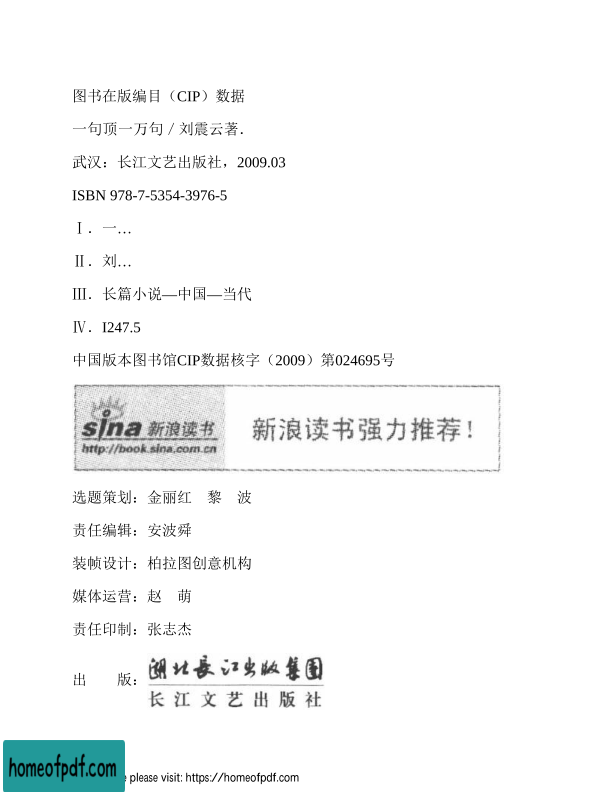 图书在版编目（CIP）数据
一句顶一万句／刘震云著．
武汉：长江文艺出版社，2009.03
ISBN 978-7-5354-3976-5
Ⅰ．一…
Ⅱ．刘…
Ⅲ．长篇小说—中国—当代
Ⅳ．I247.5
中国版本图书馆CIP数据核字（2009）第024695号
sina 新浪读书
http://book.sina.com.cn
新浪读书强力推荐！
选题策划：金丽红　黎　波
责任编辑：安波舜
装帧设计：柏拉图创意机构
媒体运营：赵　萌
责任印制：张志杰
出　　版：湖北長江出版集團
长江文艺出版社
homeofpdf.com
please visit: https://homeofpdf.com